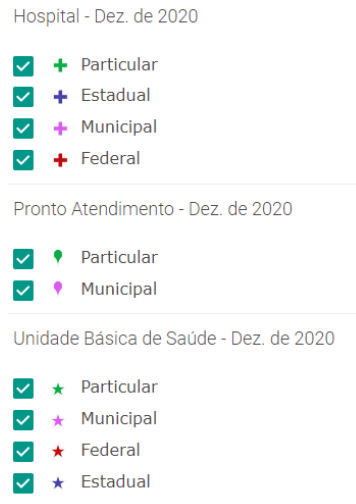 Hospital - Dez. de 2020
Particular
Estadual
Municipal
Federal
Pronto Atendimento - Dez. de 2020
Particular
Municipal
Unidade Básica de Saúde - Dez. de 2020
Particular
Municipal
Federal
Estadual